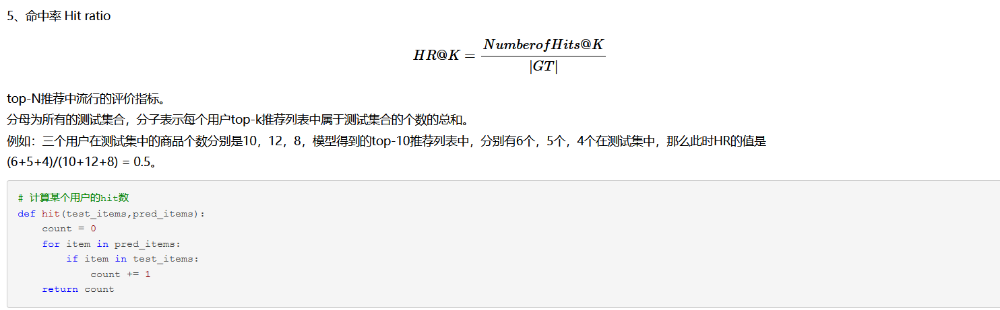 5、命中率 Hit ratio
HR@K = NumberofHits@K / |GT|
top-N推荐中流行的评价指标。
分母为所有的测试集合，分子表示每个用户top-k推荐列表中属于测试集合的个数的总和。
例如：三个用户在测试集中的商品个数分别是10，12，8，模型得到的top-10推荐列表中，分别有6个，5个，4个在测试集中，那么此时HR的值是
(6+5+4)/(10+12+8) = 0.5。
# 计算某个用户的hit数
def hit(test_items,pred_items):
    count = 0
    for item in pred_items:
        if item in test_items:
            count += 1
    return count